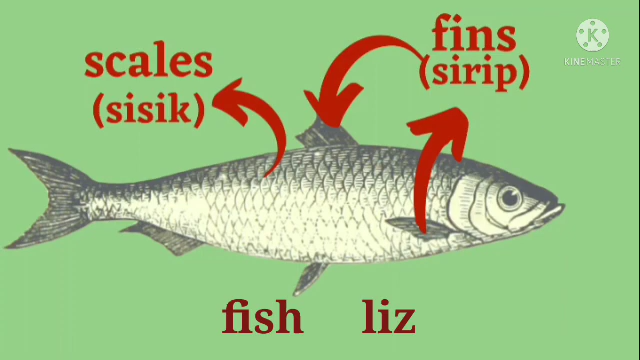 scales
(sisik)
fins
(sirip)
K
KINEMASTER
fish liz